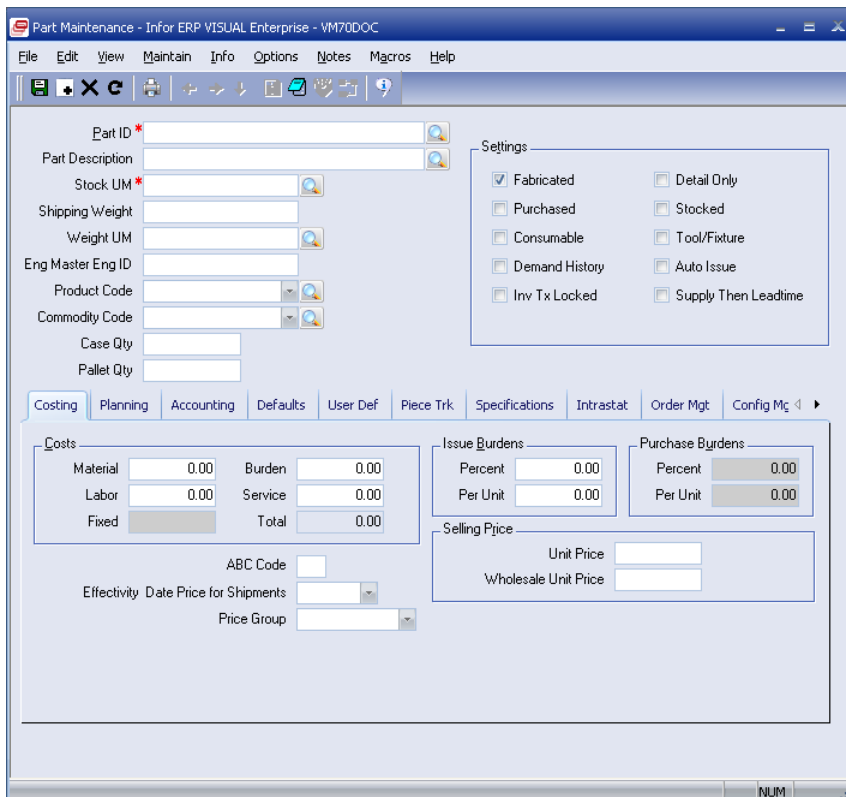 Part Maintenance - Infor ERP VISUAL Enterprise - VM70DOC
File Edit View Maintain Info Options Notes Macros Help
Part ID *
Part Description
Stock UM *
Shipping Weight
Weight UM
Eng Master Eng ID
Product Code
Commodity Code
Case Qty
Pallet Qty
Settings
Fabricated Detail Only
Purchased Stocked
Consumable Tool/Fixture
Demand History Auto Issue
Inv Tx Locked Supply Then Leadtime
Costing Planning Accounting Defaults User Def Piece Trk Specifications Intrastat Order Mgt Config Mg
Costs
Material 0.00 Burden 0.00
Labor 0.00 Service 0.00
Fixed Total 0.00
Issue Burdens
Percent 0.00
Per Unit 0.00
Purchase Burdens
Percent 0.00
Per Unit 0.00
Selling Price
Unit Price
Wholesale Unit Price
ABC Code
Effectivity Date Price for Shipments
Price Group
NUM